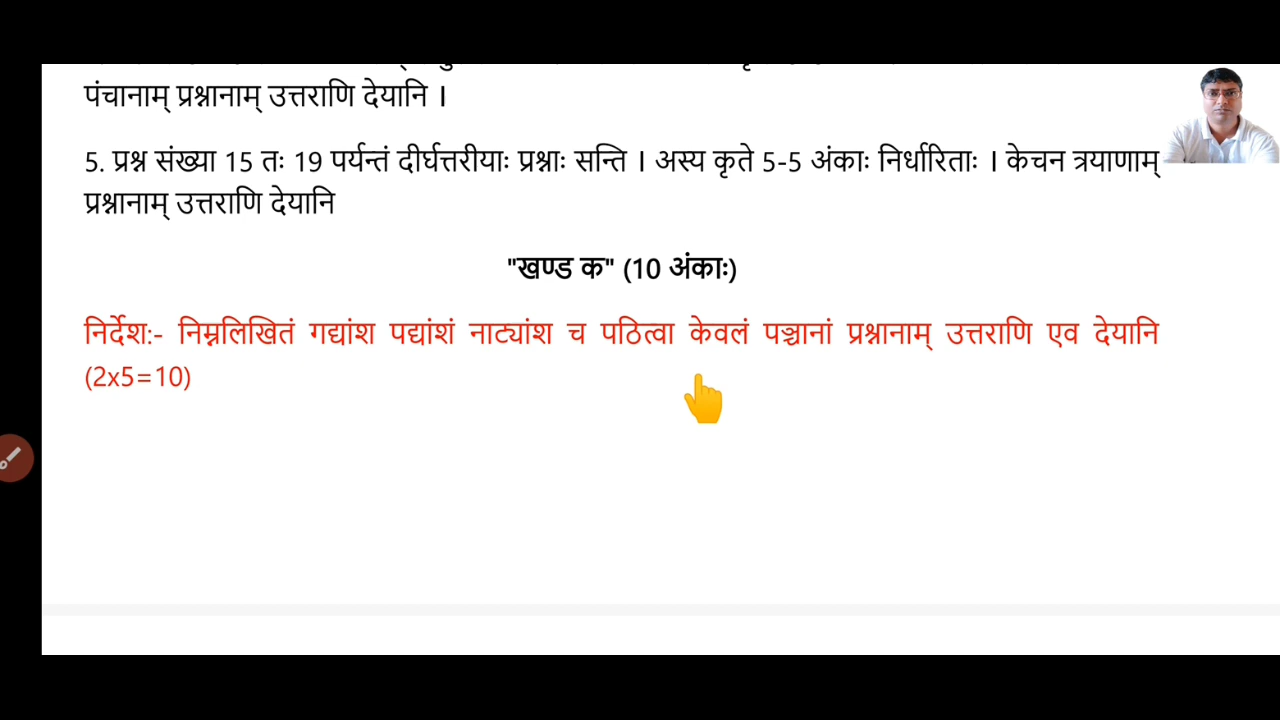 पंचानाम् प्रश्नानाम् उत्तराणि देयानि ।
5. प्रश्न संख्या 15 तः 19 पर्यन्तं दीर्घत्तरीयाः प्रश्नाः सन्ति । अस्य कृते 5-5 अंकाः निर्धारिताः । केचन त्रयाणाम्
प्रश्नानाम् उत्तराणि देयानि
"खण्ड क" (10 अंकाः)
निर्देश:- निम्नलिखितं गद्यांश पद्यांशं नाट्यांश च पठित्वा केवलं पञ्चानां प्रश्नानाम् उत्तराणि एव देयानि
(2x5=10)